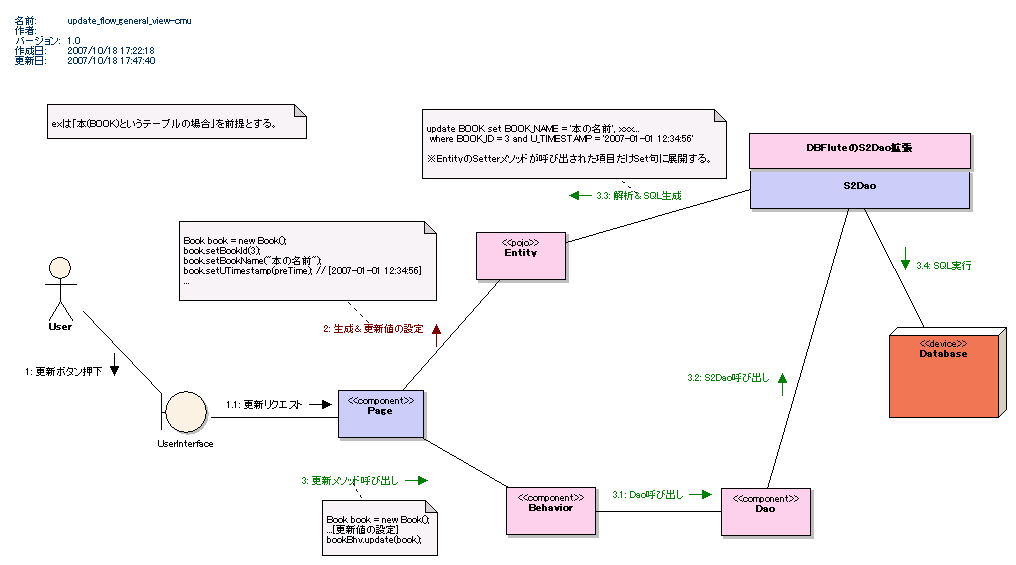 名前: update_flow_general_view-cmu
作者:
バージョン: 1.0
作成日: 2007/10/18 17:22:18
更新日: 2007/10/18 17:47:40
exは「本(BOOK)というテーブルの場合」を前提とする。
update BOOK set BOOK_NAME = '本の名前', xxx...
where BOOK_ID = 3 and U_TIMESTAMP = '2007-01-01 12:34:56'
※EntityのSetterメソッドが呼び出された項目だけSet句に展開する。
DBFluteのS2Dao拡張
S2Dao
3.3: 解析＆SQL生成
Book book = new Book();
book.setBookId(3);
book.setBookName("本の名前");
book.setUTimestamp(preTime); // [2007-01-01 12:34:56]
...
<<pojo>>
Entity
3.4: SQL実行
User
2: 生成＆更新値の設定
<<device>>
Database
1: 更新ボタン押下
3.2: S2Dao呼び出し
1.1: 更新リクエスト
<<component>>
Page
UserInterface
3: 更新メソッド呼び出し
3.1: Dao呼び出し
<<component>>
Behavior
<<component>>
Dao
Book book = new Book();
...[更新値の設定]
bookBhv.update(book);